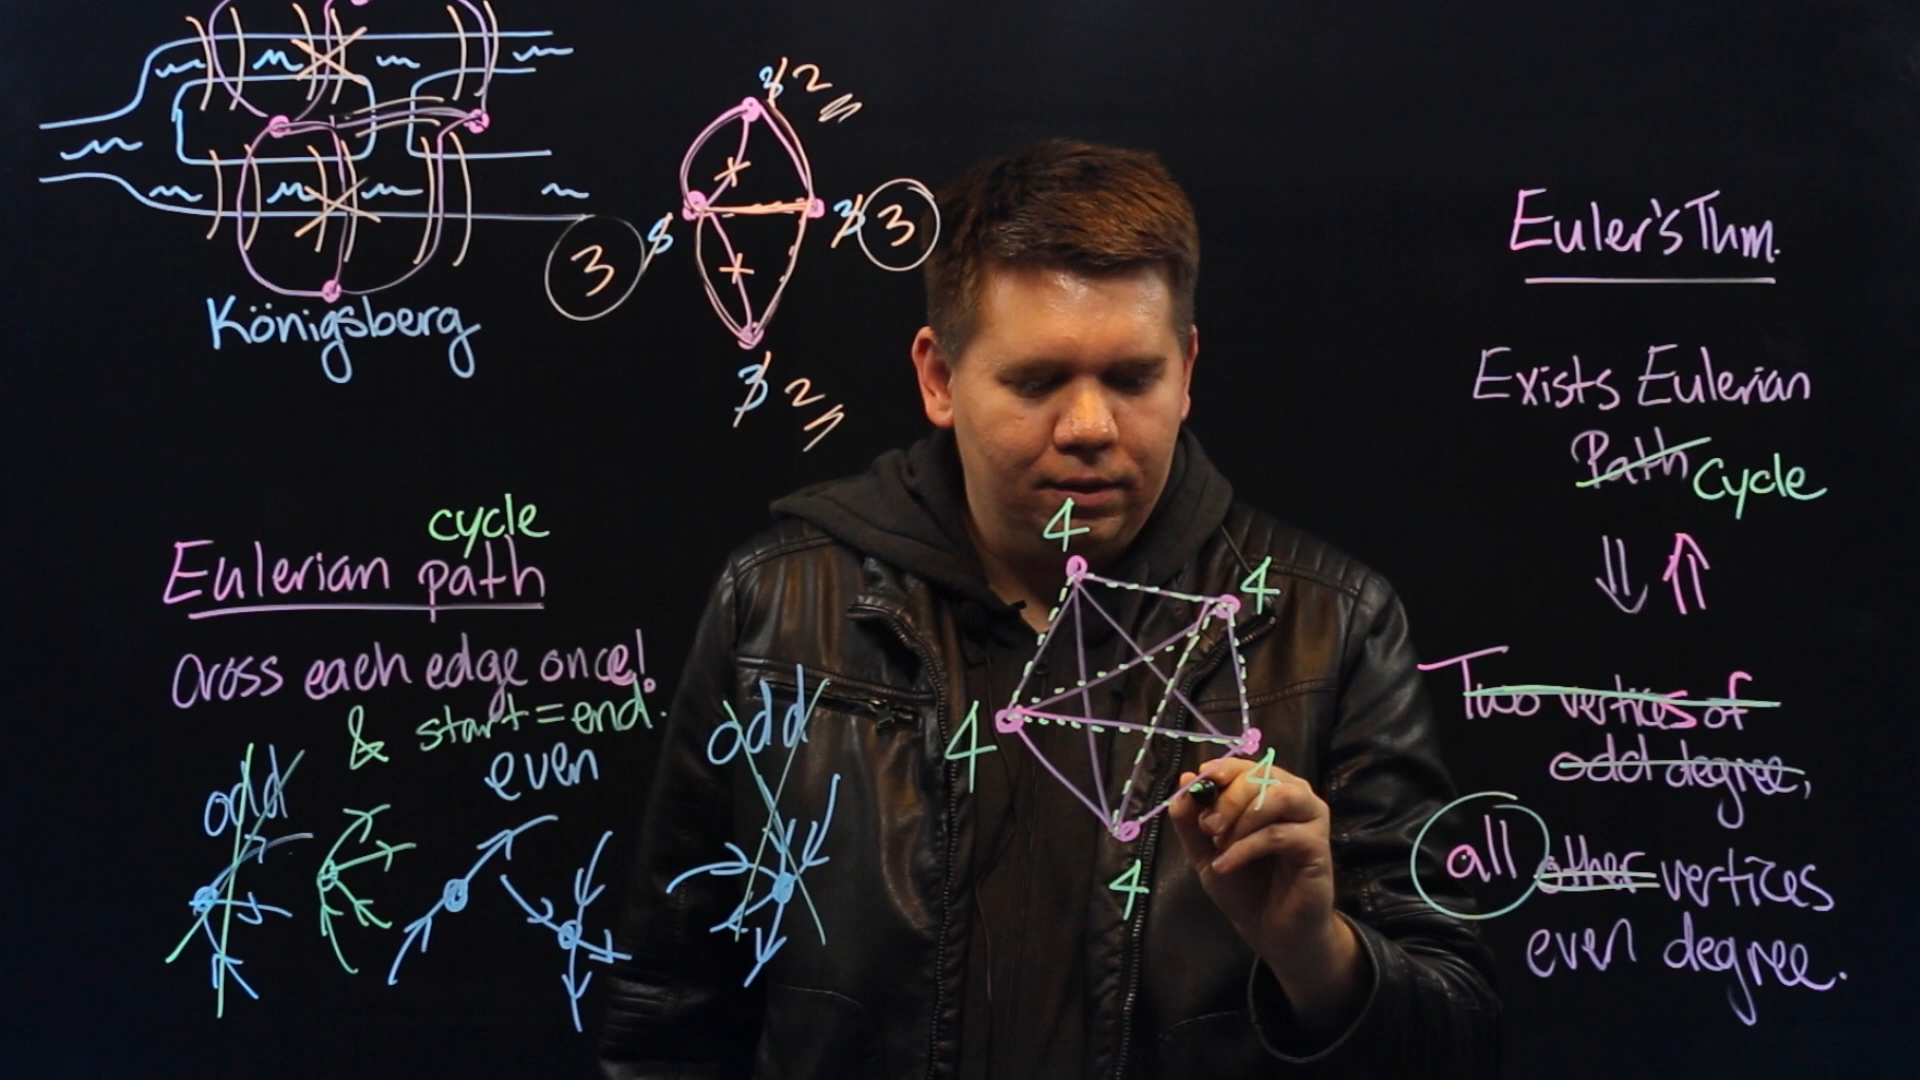 3 2
3
8
3 3
Königsberg
3 2
cycle
Eulerian path
cross each edge once!
& start = end.
odd
even
odd
4
4
4
4
4
Euler's Thm.
Exists Eulerian
Path Cycle
Two vertices of
odd degree,
all other vertices
even degree.